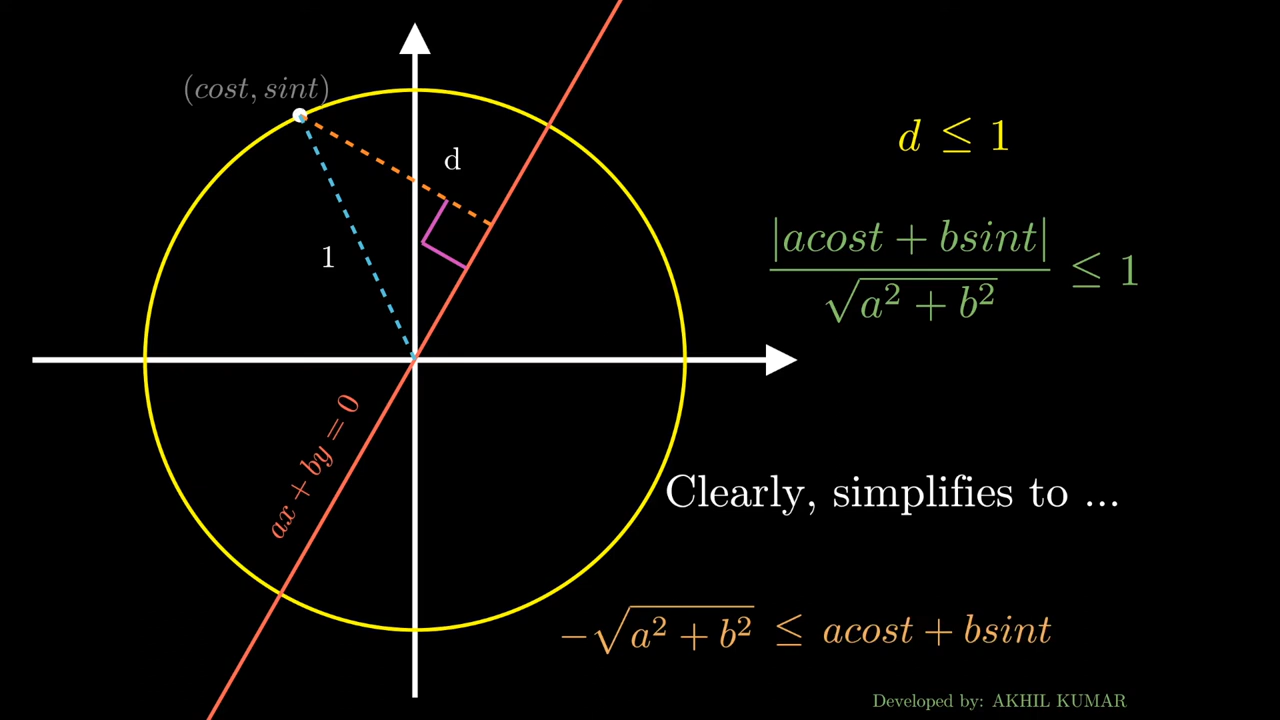 (cost, sint)
d
1
ax + by = 0
d ≤ 1
|acost + bsint|
√a² + b²
≤ 1
Clearly, simplifies to ...
−√a² + b² ≤ acost + bsint
Developed by: AKHIL KUMAR